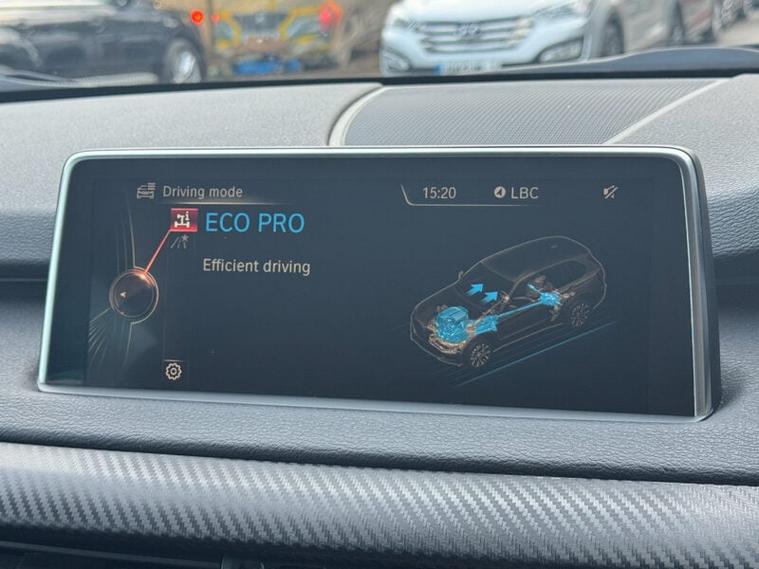 Driving mode
15:20
LBC
ECO PRO
Efficient driving